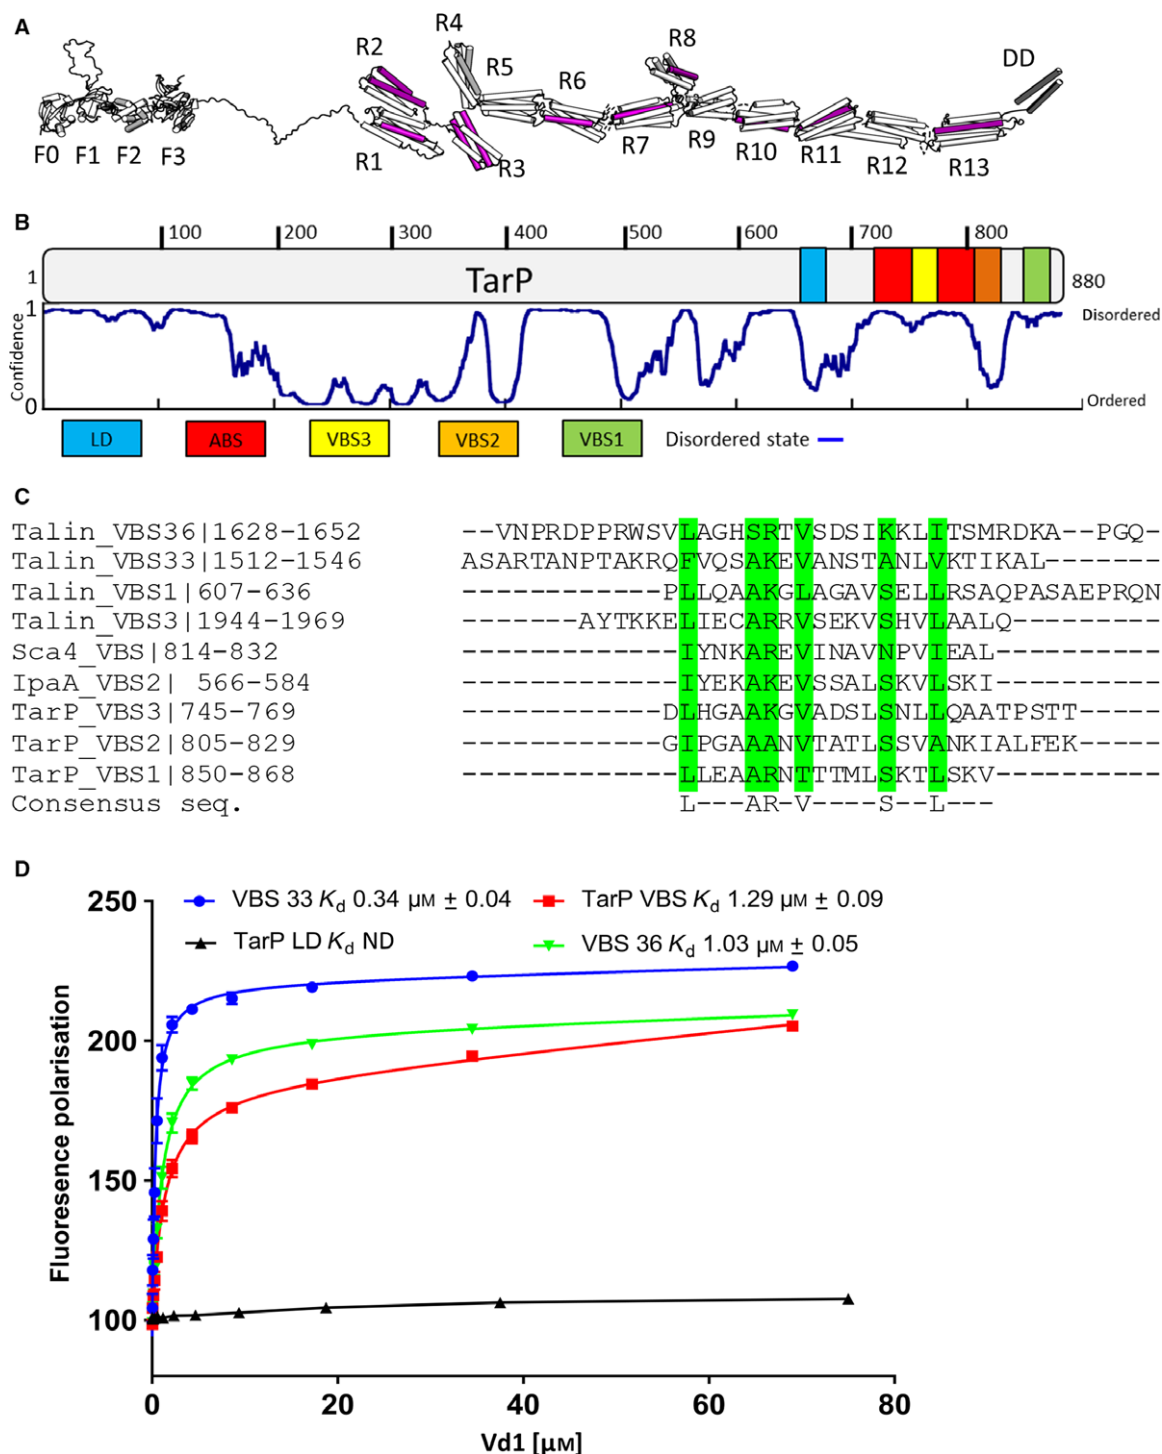 A
R2
R4
R5
R6
R8
DD
F0 F1 F2 F3
R1
R3
R7
R9
R10
R11
R12
R13
B
100 200 300 400 500 600 700 800
1 TarP 880
1 Disordered
Confidence
0 Ordered
LD ABS VBS3 VBS2 VBS1 Disordered state
C
Talin_VBS36|1628-1652 --VNPRDPPRWSVLAGHSRTVSDSIKKLITSMRDKA--PGQ-
Talin_VBS33|1512-1546 ASARTANPTAKRQFVQSAKEVANSTANLVKTIKAL-------
Talin_VBS1|607-636 ------------PLLQAAKGLAGAVSELLRSAQPASAEPRQN
Talin_VBS3|1944-1969 -------AYTKKELIECARRVSEKVSHVLAALQ---------
Sca4_VBS|814-832 -------------IYNKAREVINAVNPVIEAL----------
IpaA_VBS2| 566-584 -------------IYEKAKEVSSALSKVLSKI----------
TarP_VBS3|745-769 ------------DLHGAAKGVADSLSNLLQAATPSTT-----
TarP_VBS2|805-829 ------------GIPGAAANVTATLSSVANKIALFEK-----
TarP_VBS1|850-868 -------------LLEAARNTTTMLSKTLSKV----------
Consensus seq. L---AR-V----S--L---
D
VBS 33 Kd 0.34 μM ± 0.04
TarP VBS Kd 1.29 μM ± 0.09
TarP LD Kd ND
VBS 36 Kd 1.03 μM ± 0.05
Fluoresence polarisation
250
200
150
100
0 20 40 60 80
Vd1 [μM]